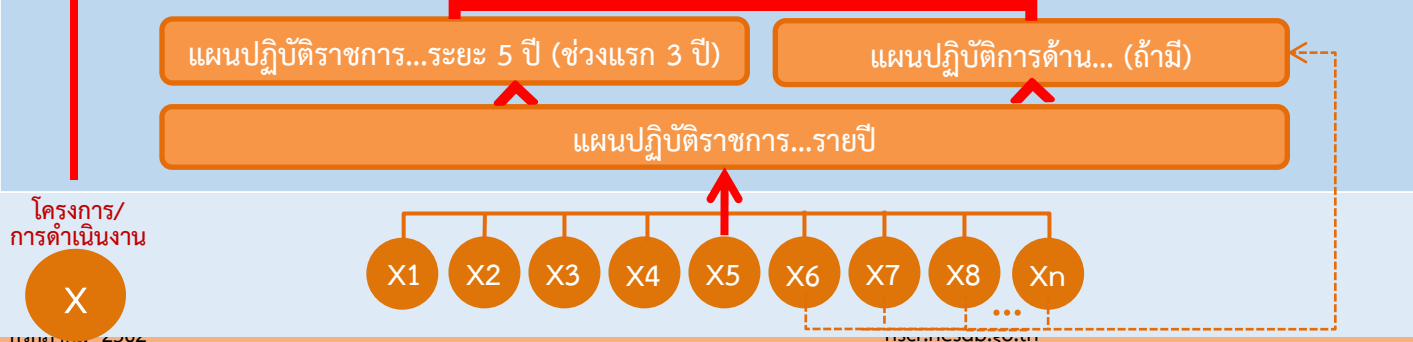 แผนปฏิบัติราชการ...ระยะ 5 ปี (ช่วงแรก 3 ปี)
แผนปฏิบัติการด้าน... (ถ้ามี)
แผนปฏิบัติราชการ...รายปี
โครงการ/
การดำเนินงาน
X
X1 X2 X3 X4 X5 X6 X7 X8 ... Xn